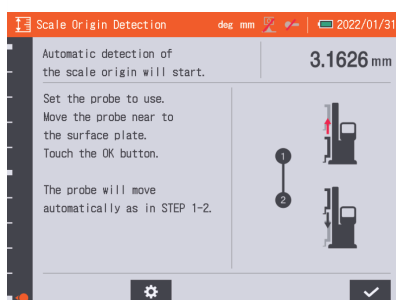 Scale Origin Detection deg mm 2022/01/31
Automatic detection of
the scale origin will start.
3.1626 mm
Set the probe to use.
Move the probe near to
the surface plate.
Touch the OK button.
The probe will move
automatically as in STEP 1-2.
1
2